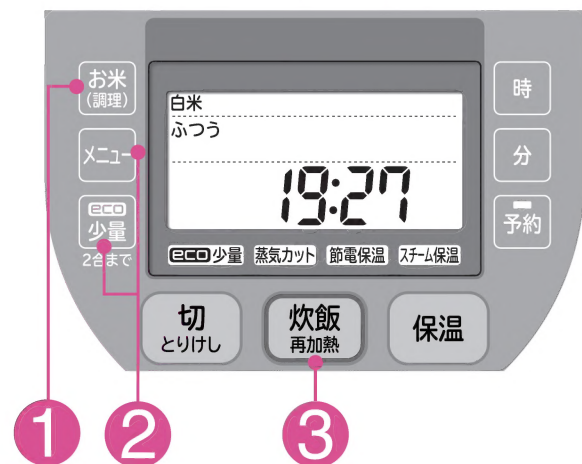 お米
(調理)
メニュー
eco
少量
2合まで
白米
ふつう
19:27
eco少量 蒸気カット 節電保温 スチーム保温
時
分
予約
切
とりけし
炊飯
再加熱
保温
1
2
3